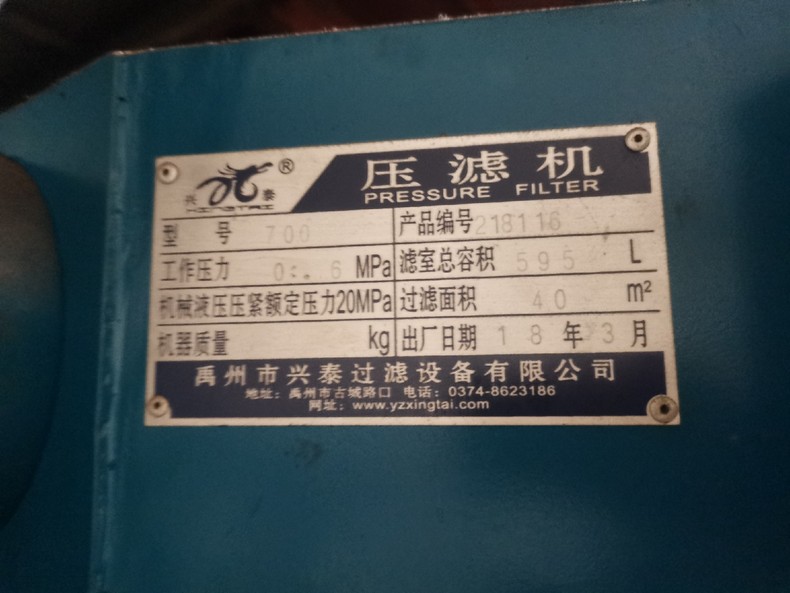 兴 泰 ®
XINGTAI
压滤机
PRESSURE FILTER
型 号 700 产品编号 218116
工作压力 0.6 MPa 滤室总容积 595 L
机械液压压紧额定压力20MPa 过滤面积 40 m²
机器质量 kg 出厂日期 18 年 3 月
禹州市兴泰过滤设备有限公司
地址：禹州市古城路口 电话：0374-8623186
网址：www.yzxingtai.com